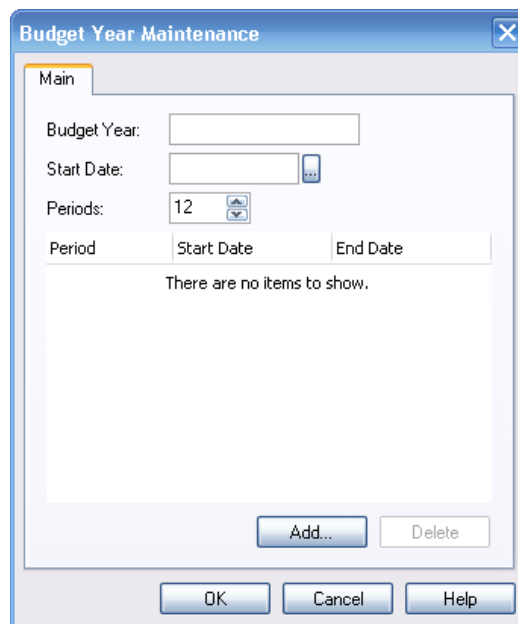 Budget Year Maintenance
Main
Budget Year:
Start Date:
...
Periods: 12
Period Start Date End Date
There are no items to show.
Add... Delete
OK Cancel Help